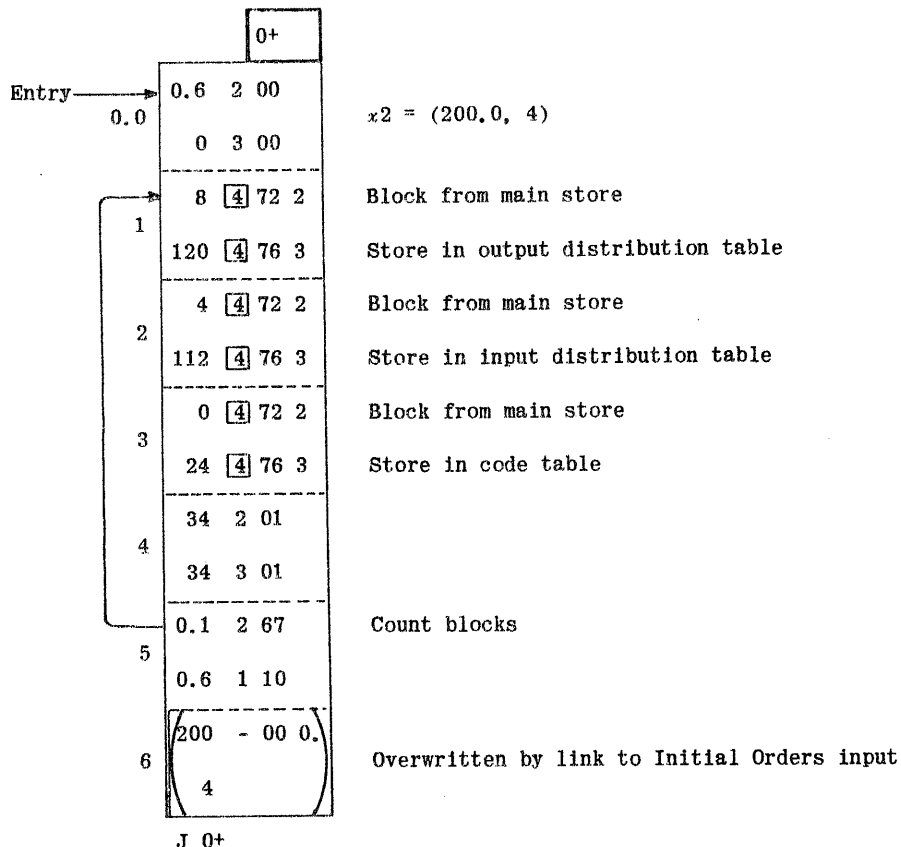 0+
Entry 0.6 2 00
0.0 x2 = (200.0, 4)
0 3 00
8 4 72 2 Block from main store
1
120 4 76 3 Store in output distribution table
4 4 72 2 Block from main store
2
112 4 76 3 Store in input distribution table
0 4 72 2 Block from main store
3
24 4 76 3 Store in code table
34 2 01
4
34 3 01
0.1 2 67 Count blocks
5
0.6 1 10
(200 - 00 0.)
6 Overwritten by link to Initial Orders input
4
J 0+